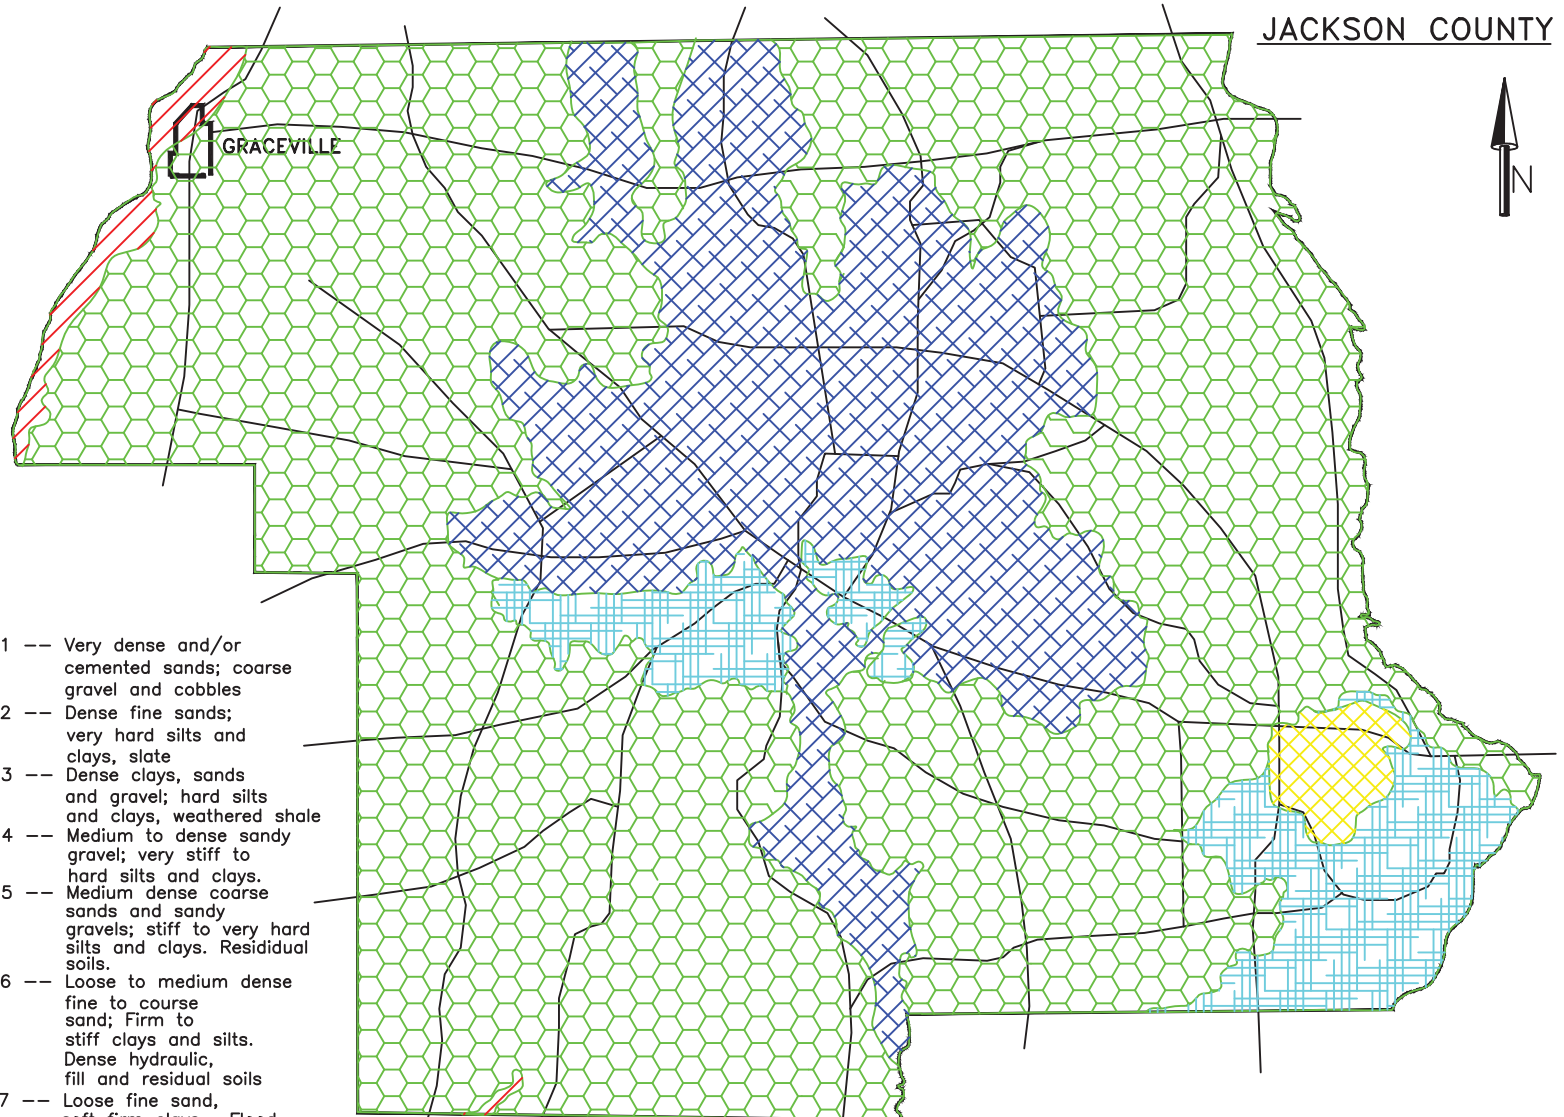 JACKSON COUNTY
N
GRACEVILLE
1 -- Very dense and/or
cemented sands; coarse
gravel and cobbles
2 -- Dense fine sands;
very hard silts and
clays, slate
3 -- Dense clays, sands
and gravel; hard silts
and clays, weathered shale
4 -- Medium to dense sandy
gravel; very stiff to
hard silts and clays.
5 -- Medium dense coarse
sands and sandy
gravels; stiff to very hard
silts and clays. Resididual
soils.
6 -- Loose to medium dense
fine to course
sand; Firm to
stiff clays and silts.
Dense hydraulic,
fill and residual soils
7 -- Loose fine sand,